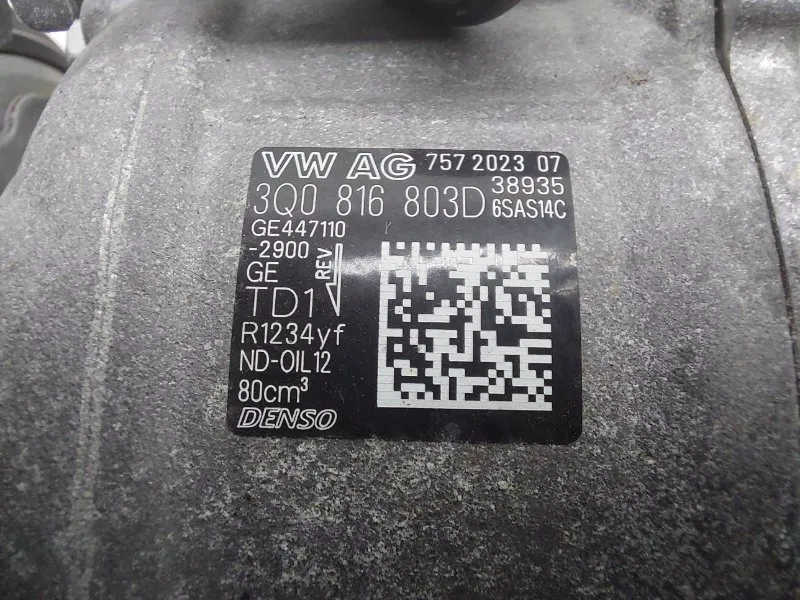 VW AG 757 2023 07
38935
3Q0 816 803D 6SAS14C
GE447110
-2900
GE
REV
TD1
R1234yf
ND-OIL12
80cm³
DENSO